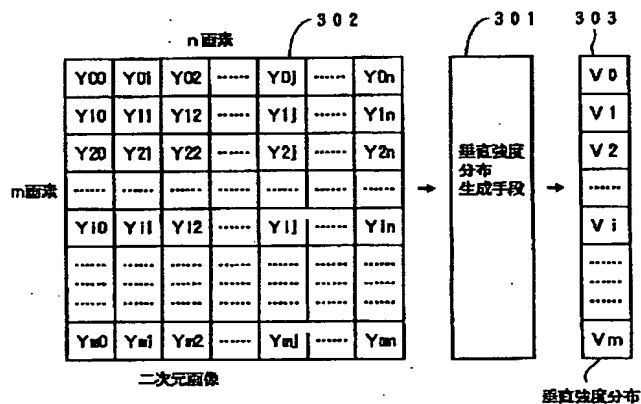 302 301 303
n画素
Y00 Y01 Y02 …… Y0j …… Y0n V0
Y10 Y11 Y12 …… Y1j …… Y1n V1
Y20 Y21 Y22 …… Y2j …… Y2n V2
m画素 …… …… …… …… …… …… …… → 垂直強度分布生成手段 → ……
Yi0 Yi1 Yi2 …… Yij …… Yin Vi
…… …… …… …… …… …… …… ……
…… …… …… …… …… …… …… ……
…… …… …… …… …… …… …… ……
Ym0 Ym1 Ym2 …… Ymj …… Ymn Vm
二次元画像
垂直強度分布